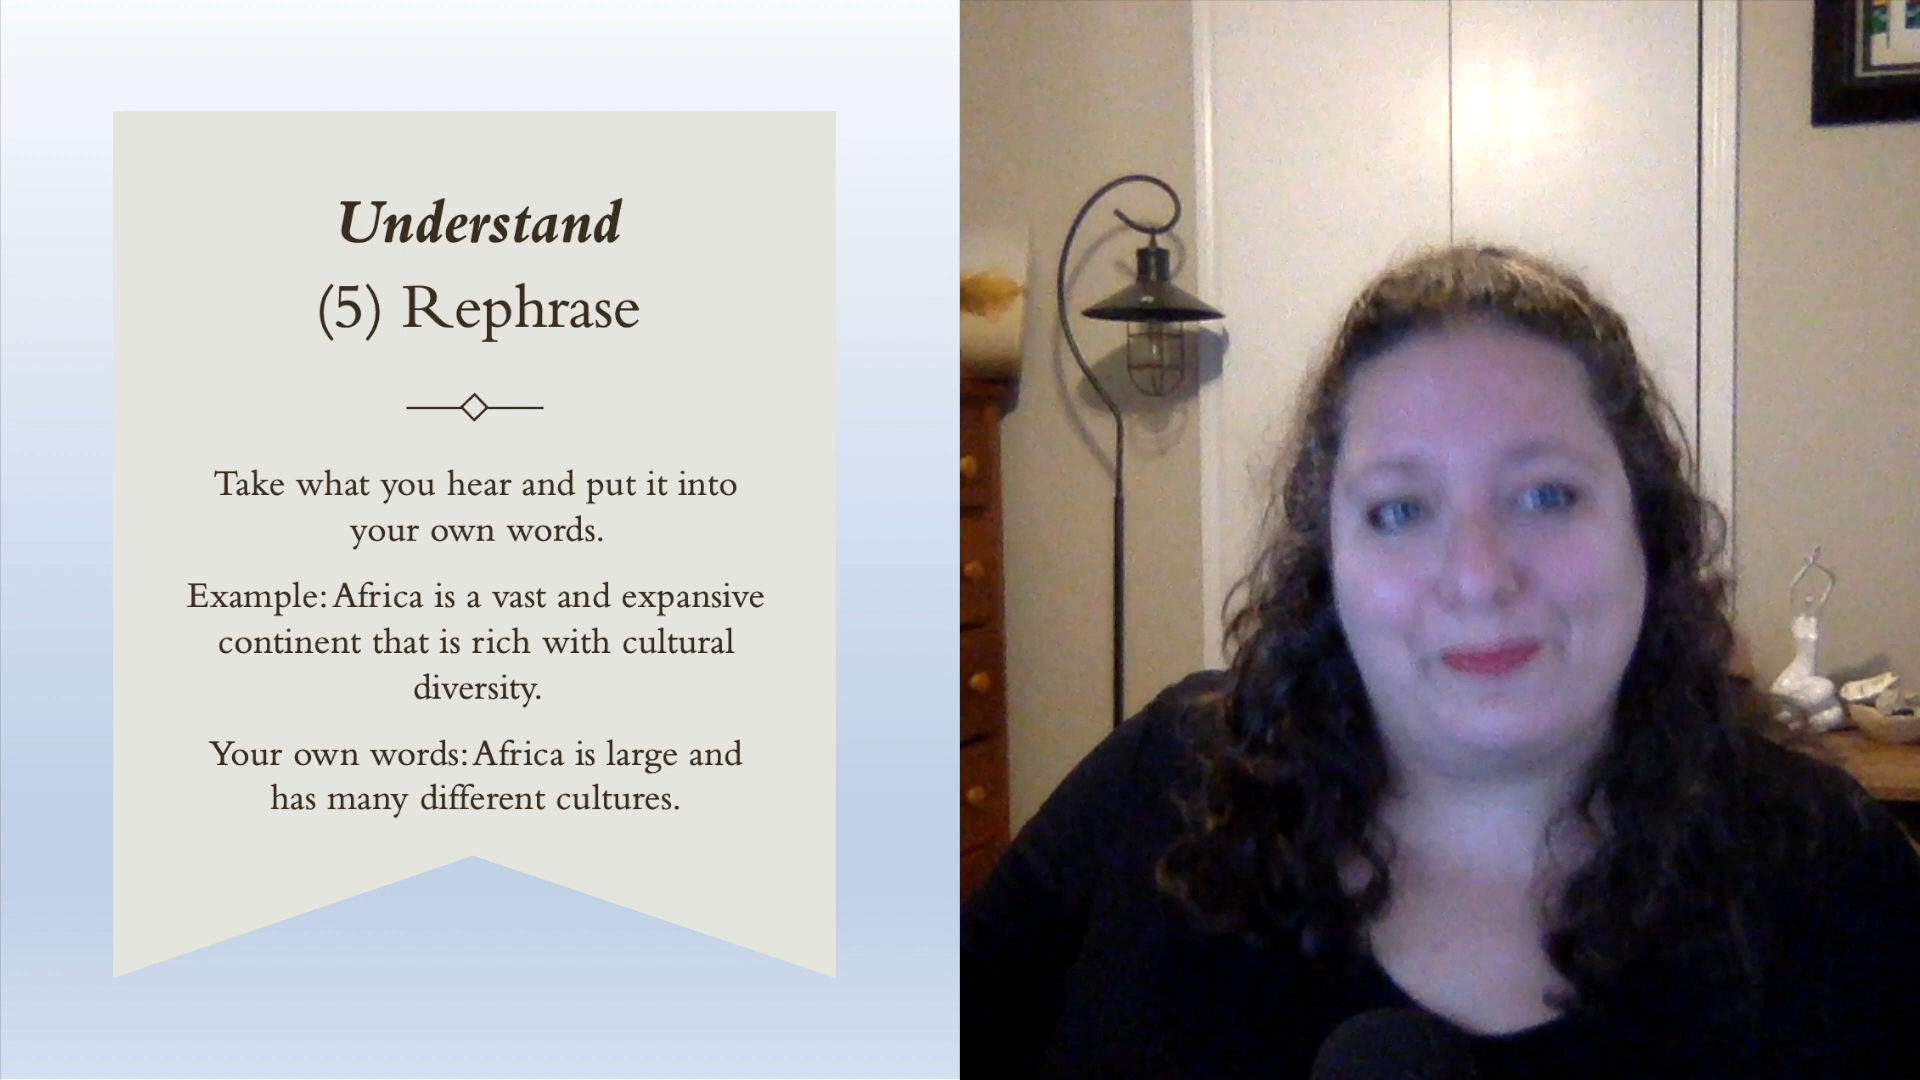 Understand
(5) Rephrase
Take what you hear and put it into
your own words.
Example: Africa is a vast and expansive
continent that is rich with cultural
diversity.
Your own words: Africa is large and
has many different cultures.